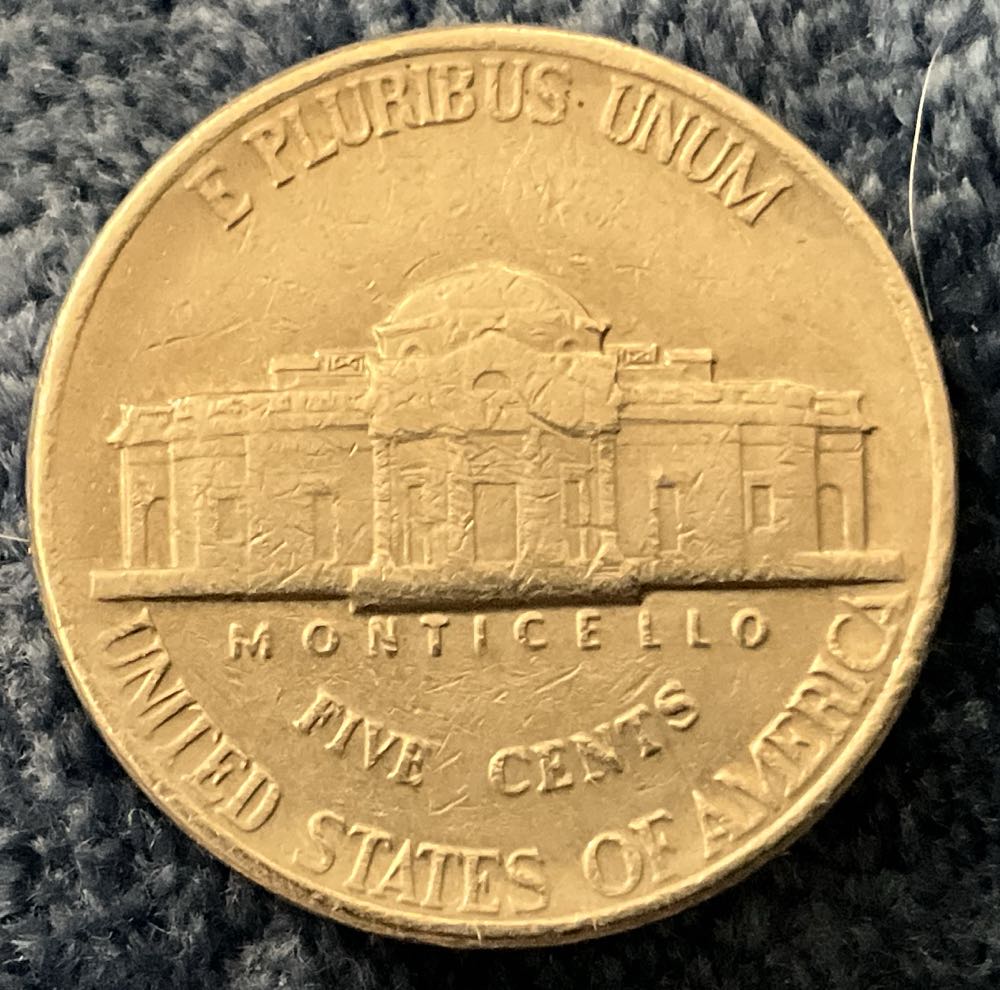 E PLURIBUS · UNUM
MONTICELLO
FIVE CENTS
UNITED STATES OF AMERICA